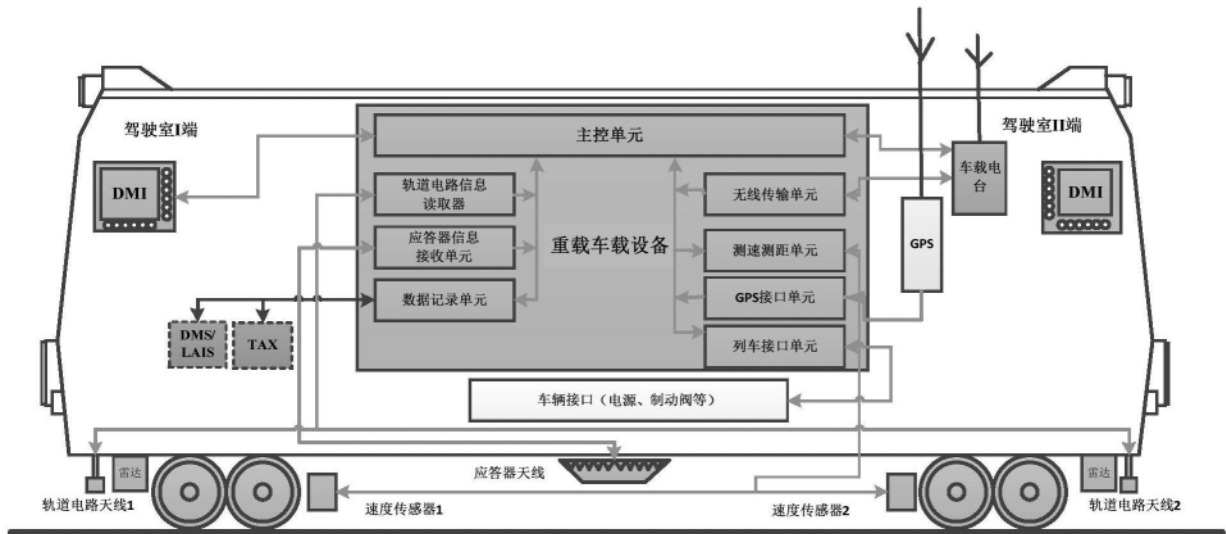 驾驶室I端
主控单元
驾驶室II端
DMI
轨道电路信息
读取器
无线传输单元
车载电
台
DMI
应答器信息
接收单元
重载车载设备
测速测距单元
GPS
数据记录单元
GPS接口单元
DMS/
LAIS
TAX
列车接口单元
车辆接口（电源、制动阀等）
雷达
应答器天线
雷达
轨道电路天线1
速度传感器1
速度传感器2
轨道电路天线2